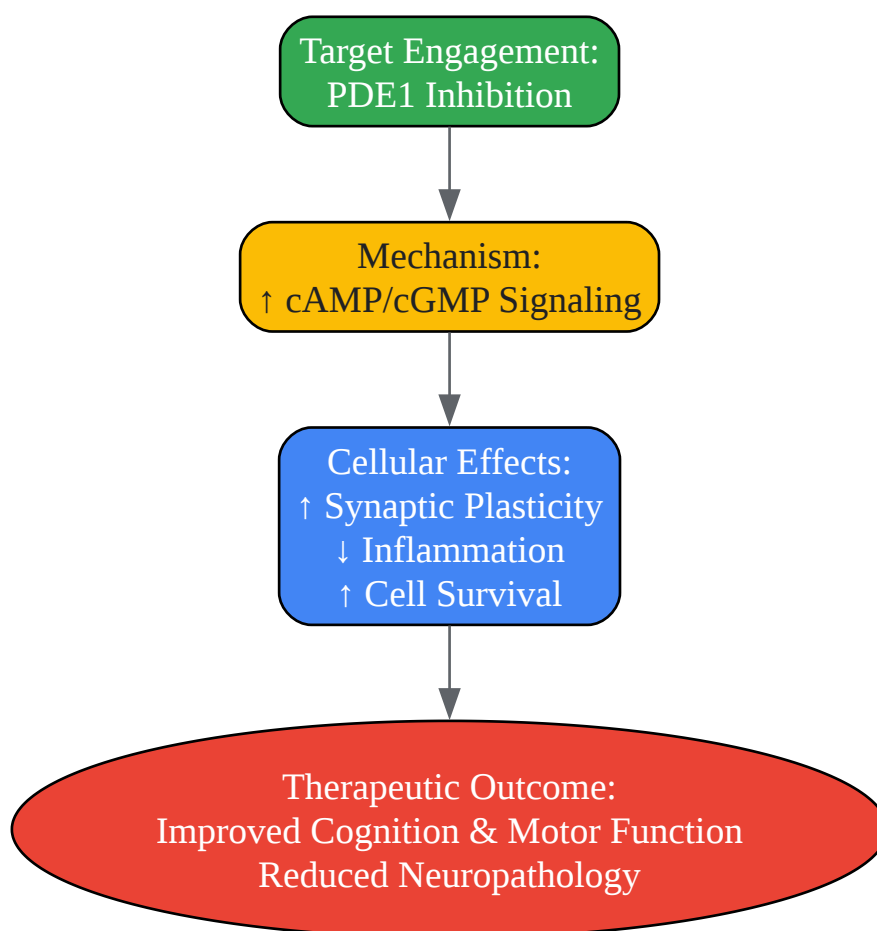 Target Engagement:
PDE1 Inhibition
Mechanism:
↑ cAMP/cGMP Signaling
Cellular Effects:
↑ Synaptic Plasticity
↓ Inflammation
↑ Cell Survival
Therapeutic Outcome:
Improved Cognition & Motor Function
Reduced Neuropathology